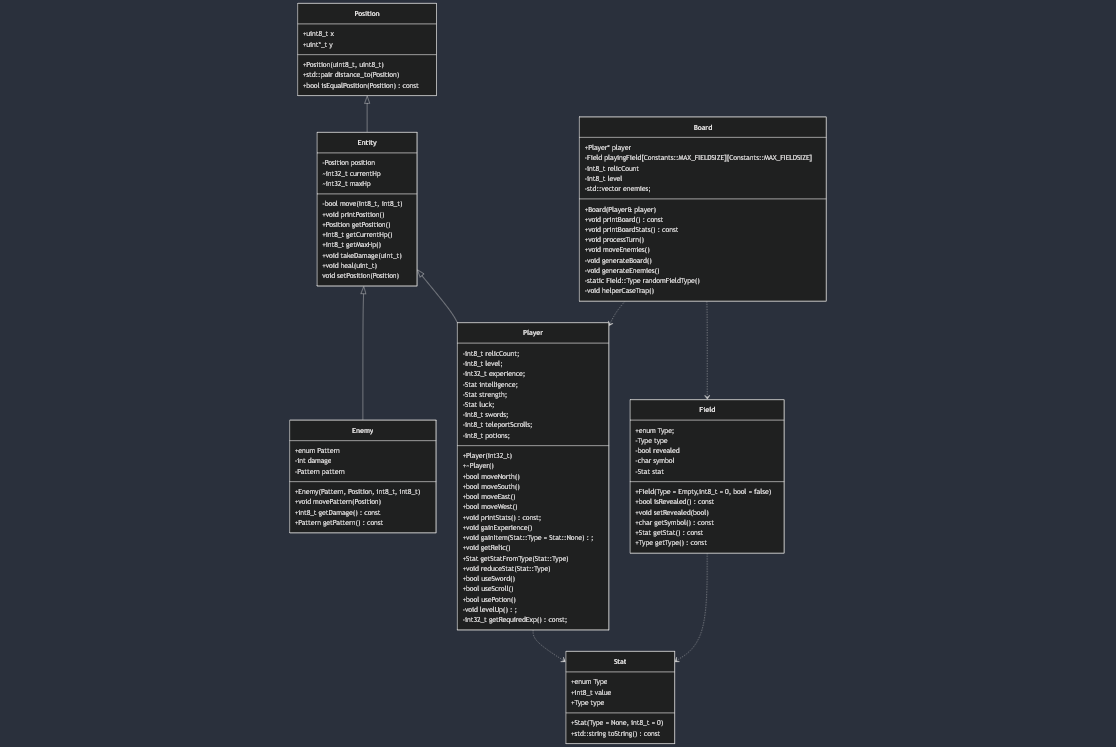 Position
+uint8_t x
+uint*_t y
+Position(uint8_t, uint8_t)
+std::pair distance_to(Position)
+bool isEqualPosition(Position) : const
Entity
-Position position
-int32_t currentHp
-int32_t maxHp
-bool move(int8_t, int8_t)
+void printPosition()
+Position getPosition()
+int8_t getCurrentHp()
+int8_t getMaxHp()
+void takeDamage(uint_t)
+void heal(uint_t)
void setPosition(Position)
Board
+Player* player
-Field playingField[Constants::MAX_FIELDSIZE][Constants::MAX_FIELDSIZE]
-int8_t relicCount
-int8_t level
-std::vector enemies;
+Board(Player& player)
+void printBoard() : const
+void printBoardStats() : const
+void processTurn()
+void moveEnemies()
-void generateBoard()
-void generateEnemies()
-static Field::Type randomFieldType()
-void helperCaseTrap()
Player
-int8_t relicCount;
-int8_t level;
-int32_t experience;
-Stat intelligence;
-Stat strength;
-Stat luck;
-int8_t swords;
-int8_t teleportScrolls;
-int8_t potions;
+Player(int32_t)
+~Player()
+bool moveNorth()
+bool moveSouth()
+bool moveEast()
+bool moveWest()
+void printStats() : const;
+void gainExperience()
+void gainItem(Stat::Type = Stat::None) : ;
+void getRelic()
+Stat getStatFromType(Stat::Type)
+void reduceStat(Stat::Type)
+bool useSword()
+bool useScroll()
+bool usePotion()
-void levelUp() : ;
-int32_t getRequiredExp() : const;
Field
+enum Type;
-Type type
-bool revealed
-char symbol
-Stat stat
+Field(Type = Empty,int8_t = 0, bool = false)
+bool isRevealed() : const
+void setRevealed(bool)
+char getSymbol() : const
+Stat getStat() : const
+Type getType() : const
Enemy
+enum Pattern
-int damage
-Pattern pattern
+Enemy(Pattern, Position, int8_t, int8_t)
+void movePattern(Position)
+int8_t getDamage() : const
+Pattern getPattern() : const
Stat
+enum Type
+int8_t value
+Type type
+Stat(Type = None, int8_t = 0)
+std::string toString() : const